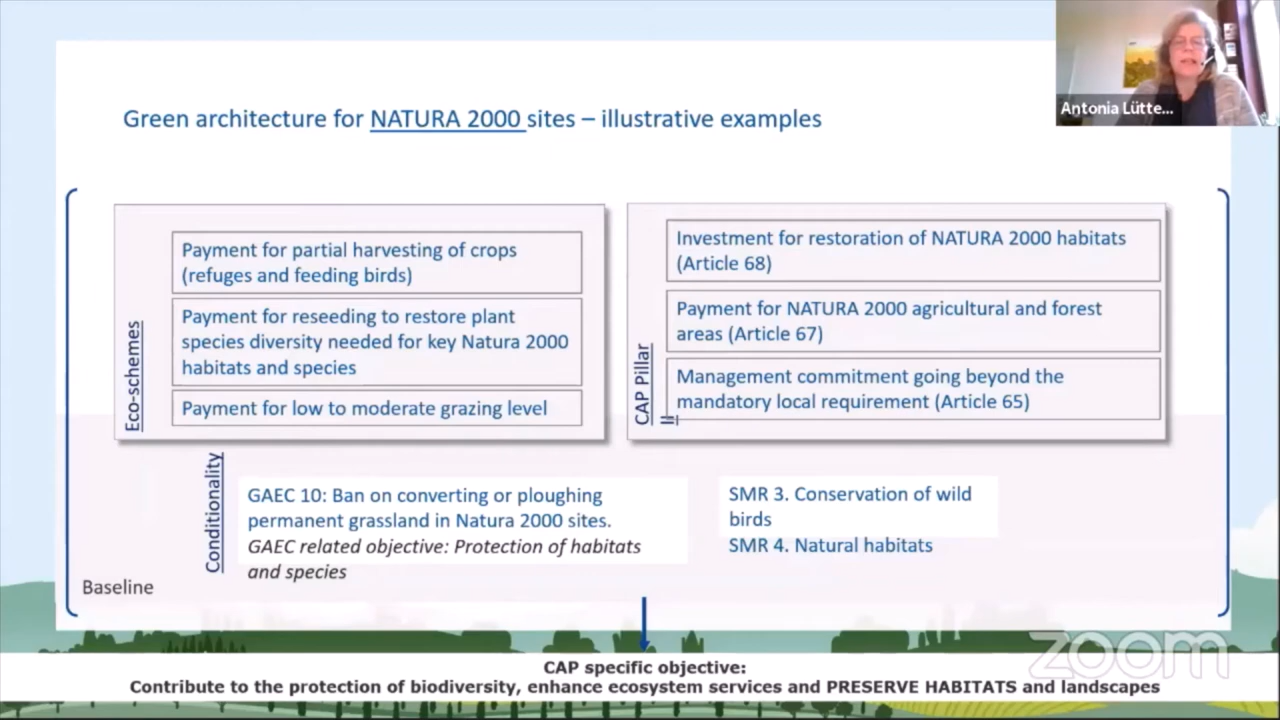 Antonia Lütte...
Green architecture for NATURA 2000 sites – illustrative examples
Eco-schemes
Payment for partial harvesting of crops
(refuges and feeding birds)
Payment for reseeding to restore plant
species diversity needed for key Natura 2000
habitats and species
Payment for low to moderate grazing level
CAP Pillar
II
Investment for restoration of NATURA 2000 habitats
(Article 68)
Payment for NATURA 2000 agricultural and forest
areas (Article 67)
Management commitment going beyond the
mandatory local requirement (Article 65)
Conditionality
GAEC 10: Ban on converting or ploughing
permanent grassland in Natura 2000 sites.
GAEC related objective: Protection of habitats
and species
SMR 3. Conservation of wild
birds
SMR 4. Natural habitats
Baseline
zoom
CAP specific objective:
Contribute to the protection of biodiversity, enhance ecosystem services and PRESERVE HABITATS and landscapes